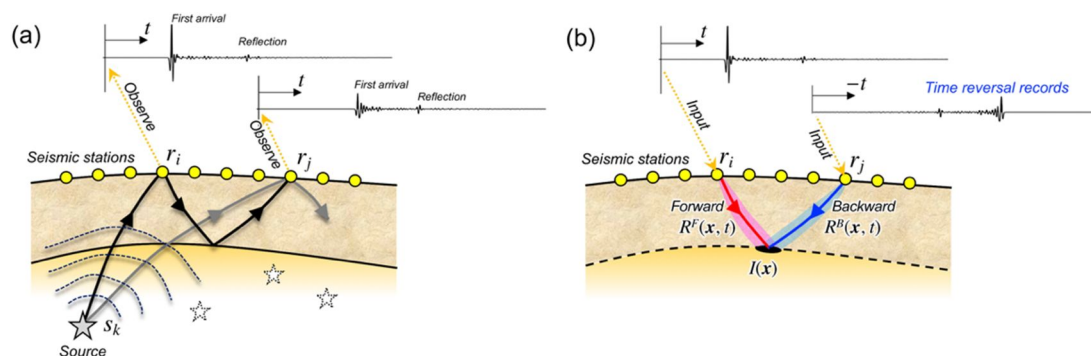 (a)
First arrival
t
Reflection
First arrival
t
Reflection
Observe
Observe
Seismic stations
r_i
r_j
s_k
Source
(b)
t
-t
Time reversal records
Input
Input
Seismic stations
r_i
r_j
Forward
R^F(x, t)
Backward
R^B(x, t)
I(x)